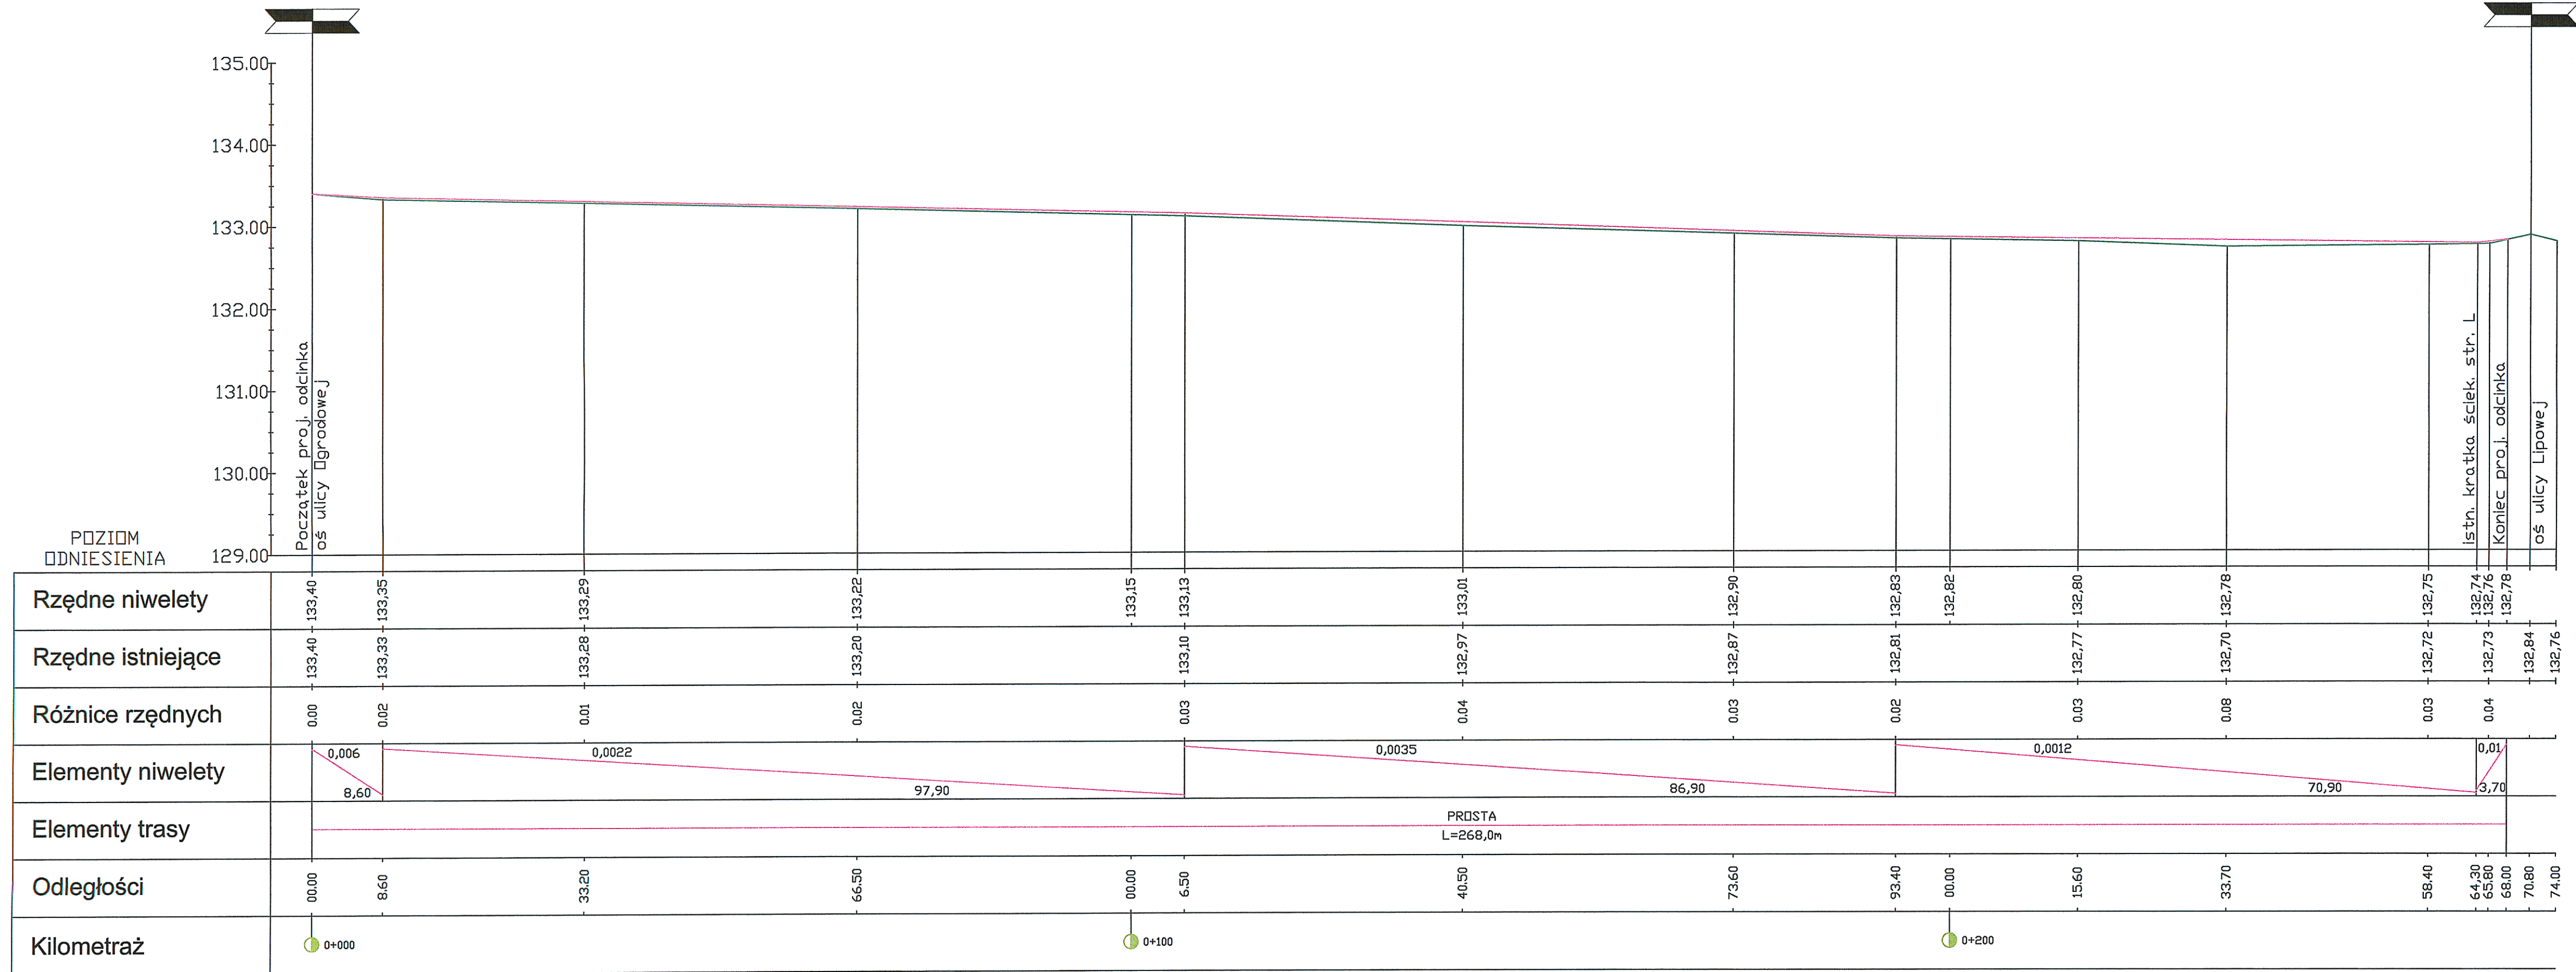 135.00
134.00
133.00
132.00
131.00
130.00
129.00
POZIOM
ODNIESIENIA
Początek proj. odcinka
oś ulicy Ogrodowej
istn. kratka ściek. str. L
Koniec proj. odcinka
oś ulicy Lipowej
Rzędne niwelety
133,40 133,35 133,29 133,22 133,15 133,13 133,01 132,90 132,83 132,82 132,80 132,78 132,75 132,74 132,76 132,78
Rzędne istniejące
133,40 133,33 133,28 133,20 133,10 132,97 132,87 132,81 132,77 132,70 132,72 132,73 132,84 132,76
Różnice rzędnych
0.00 0.02 0.01 0.02 0.03 0.04 0.03 0.02 0.03 0.08 0.03 0.04
Elementy niwelety
0,006 0,0022 0,0035 0,0012 0,01
8,60 97,90 86,90 70,90 3,70
Elementy trasy
PROSTA
L=268,0m
Odległości
00.00 8.60 33.20 66.50 00.00 6.50 40.50 73.60 93.40 00.00 15.60 33.70 58.40 64,30 65.80 68.00 70.80 74.00
Kilometraż
0+000 0+100 0+200